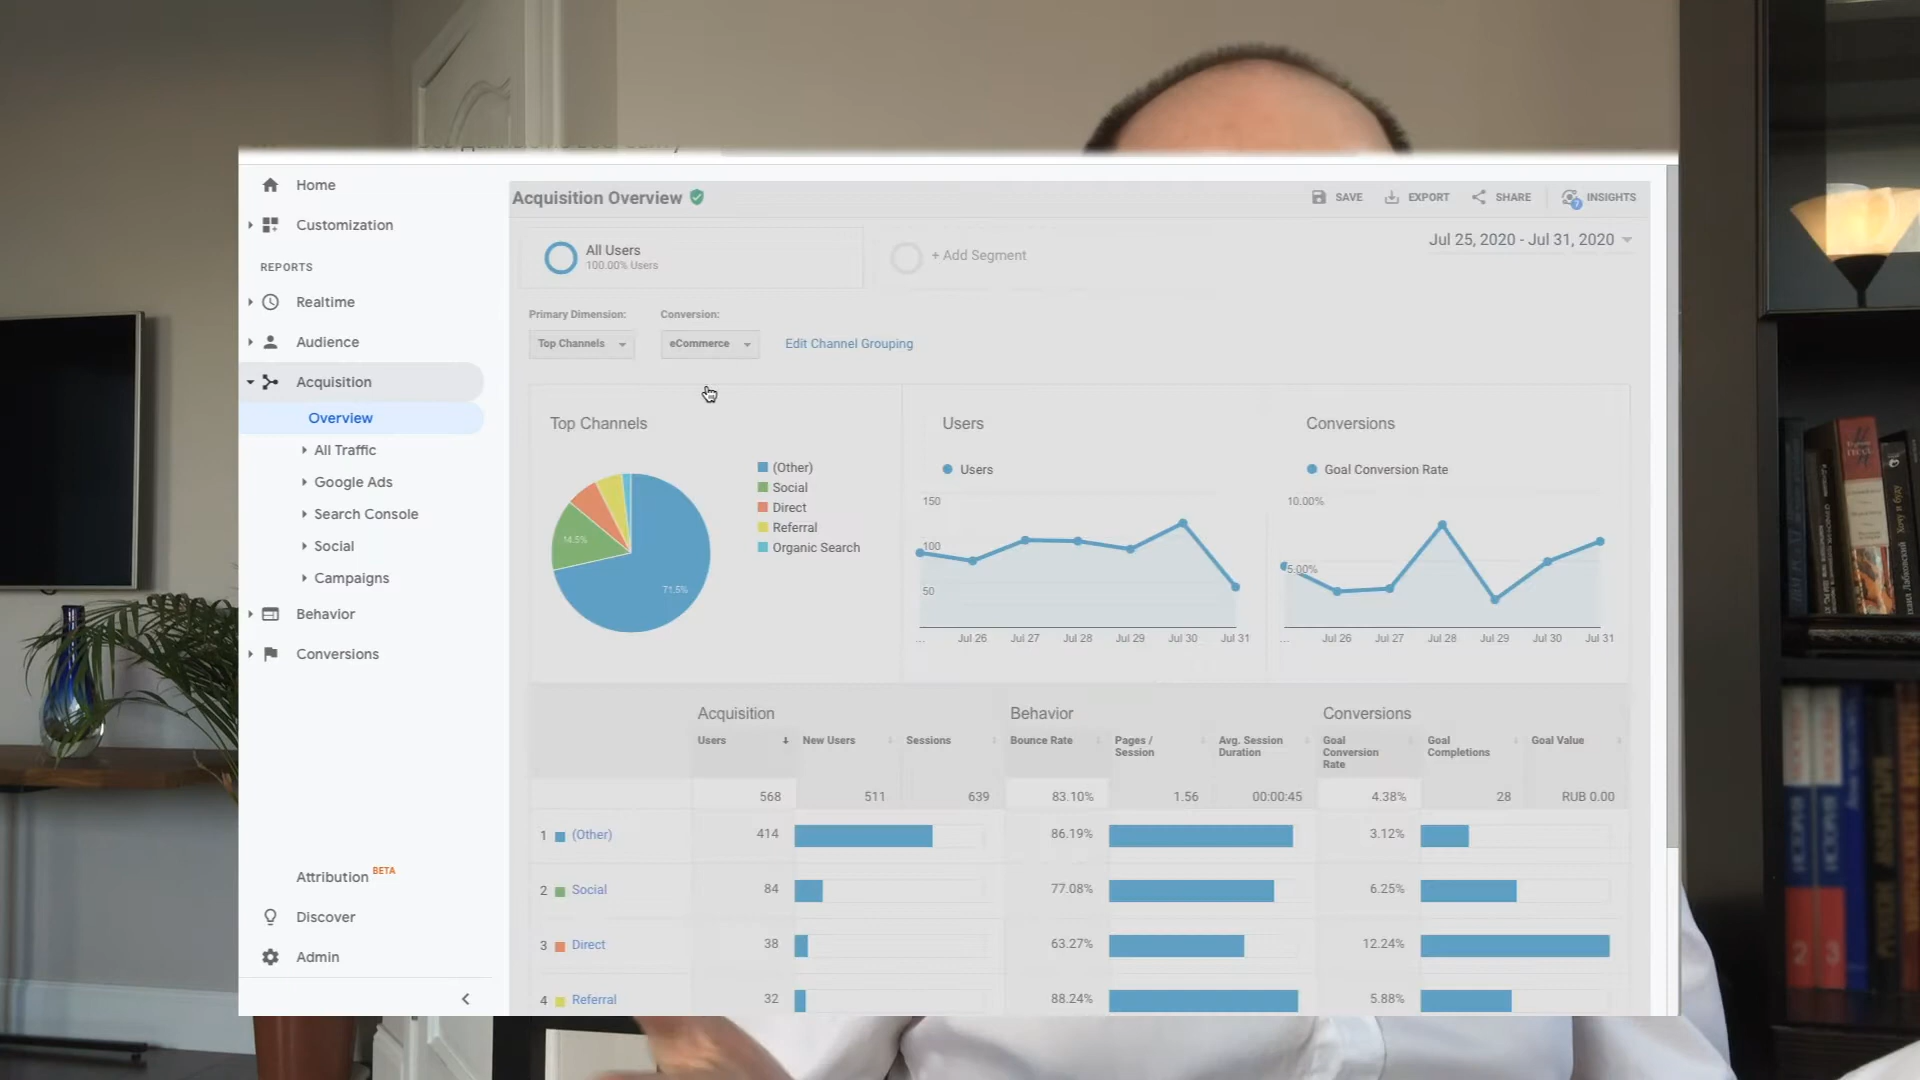 Home
Customization
REPORTS
Realtime
Audience
Acquisition
Overview
All Traffic
Google Ads
Search Console
Social
Campaigns
Behavior
Conversions
Attribution BETA
Discover
Admin
Acquisition Overview
SAVE
EXPORT
SHARE
7
INSIGHTS
All Users
100.00% Users
+ Add Segment
Jul 25, 2020 - Jul 31, 2020
Primary Dimension:
Conversion:
Top Channels
eCommerce
Edit Channel Grouping
Top Channels
14.5%
71.5%
(Other)
Social
Direct
Referral
Organic Search
Users
Users
150
100
50
... Jul 26 Jul 27 Jul 28 Jul 29 Jul 30 Jul 31
Conversions
Goal Conversion Rate
10.00%
5.00%
... Jul 26 Jul 27 Jul 28 Jul 29 Jul 30 Jul 31
Acquisition Behavior Conversions
Users New Users Sessions Bounce Rate Pages / Session Avg. Session Duration Goal Conversion Rate Goal Completions Goal Value
568 511 639 83.10% 1.56 00:00:45 4.38% 28 RUB 0.00
1 (Other) 414 86.19% 3.12%
2 Social 84 77.08% 6.25%
3 Direct 38 63.27% 12.24%
4 Referral 32 88.24% 5.88%
2 3